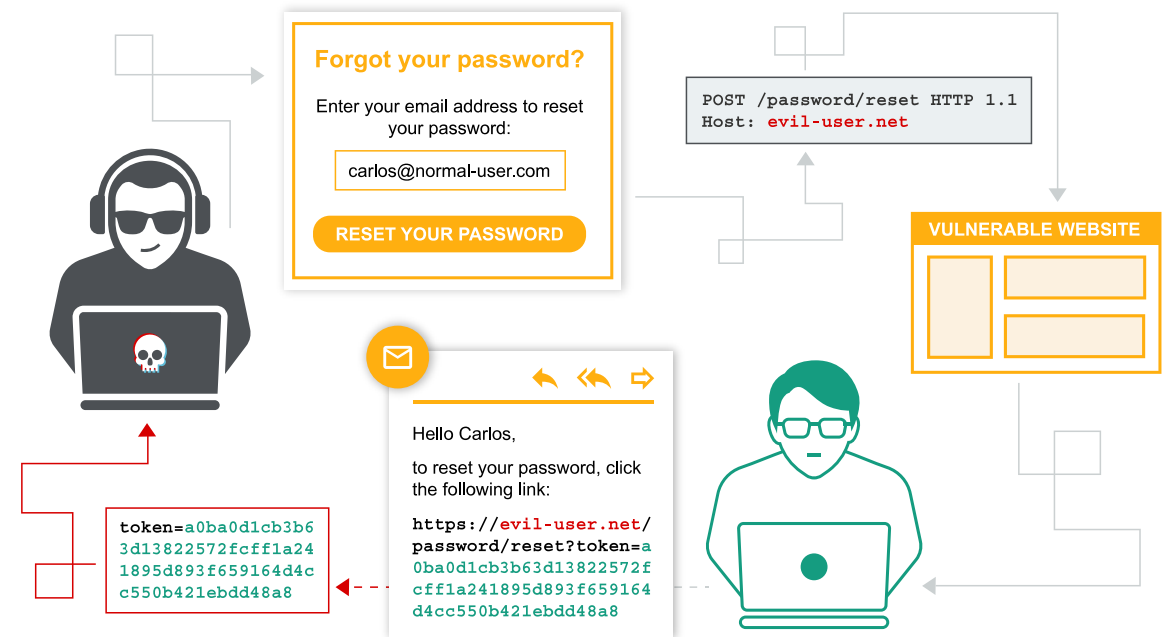 Forgot your password?
Enter your email address to reset
your password:
carlos@normal-user.com
RESET YOUR PASSWORD
POST /password/reset HTTP 1.1
Host: evil-user.net
VULNERABLE WEBSITE
Hello Carlos,
to reset your password, click
the following link:
https://evil-user.net/
password/reset?token=a
0ba0d1cb3b63d13822572f
cff1a241895d893f659164
d4cc550b421ebdd48a8
token=a0ba0d1cb3b6
3d13822572fcff1a24
1895d893f659164d4c
c550b421ebdd48a8